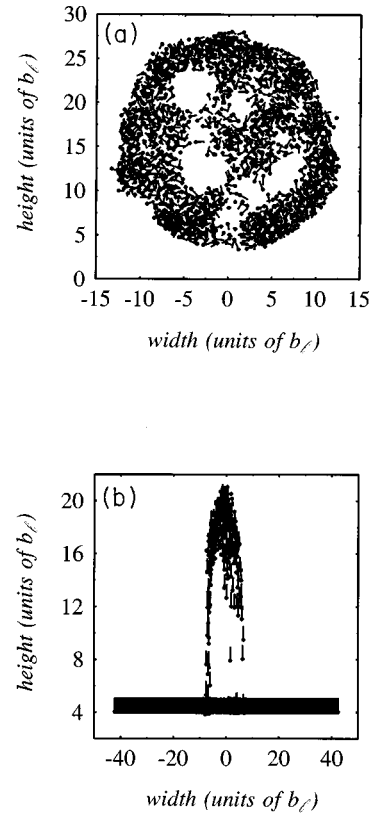 (a)
30
25
20
15
10
5
0
height (units of bℓ)
-15 -10 -5 0 5 10 15
width (units of bℓ)
(b)
20
16
12
8
4
height (units of bℓ)
-40 -20 0 20 40
width (units of bℓ)